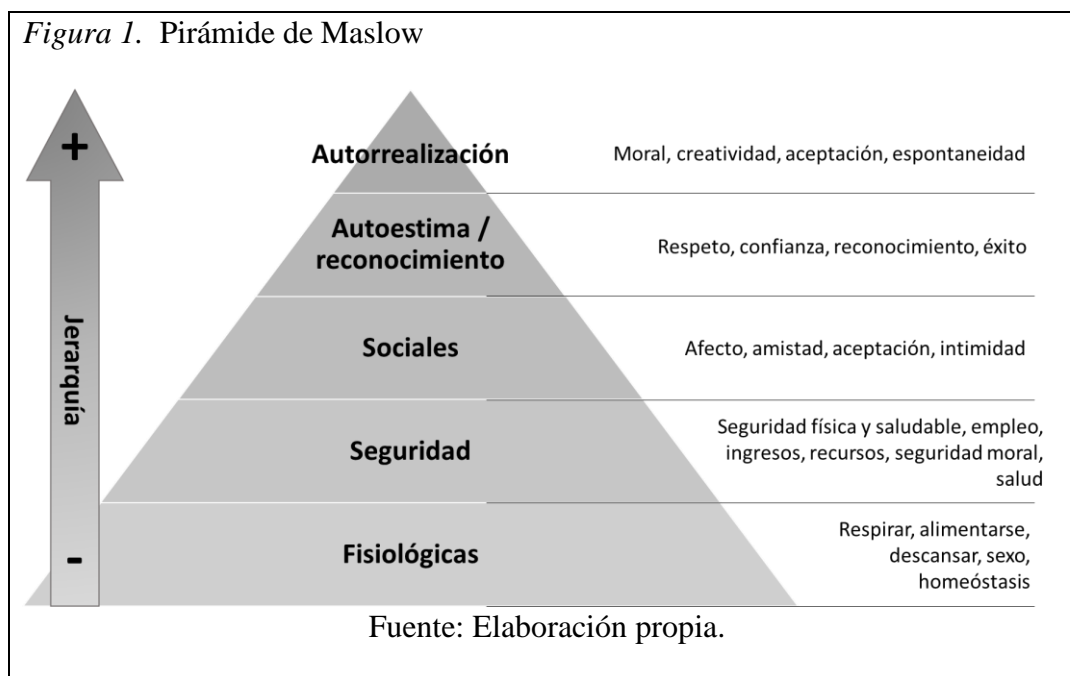 Figura 1. Pirámide de Maslow
+
Jerarquía
-
Autorrealización
Moral, creatividad, aceptación, espontaneidad
Autoestima /
reconocimiento
Respeto, confianza, reconocimiento, éxito
Sociales
Afecto, amistad, aceptación, intimidad
Seguridad
Seguridad física y saludable, empleo,
ingresos, recursos, seguridad moral,
salud
Fisiológicas
Respirar, alimentarse,
descansar, sexo,
homeóstasis
Fuente: Elaboración propia.